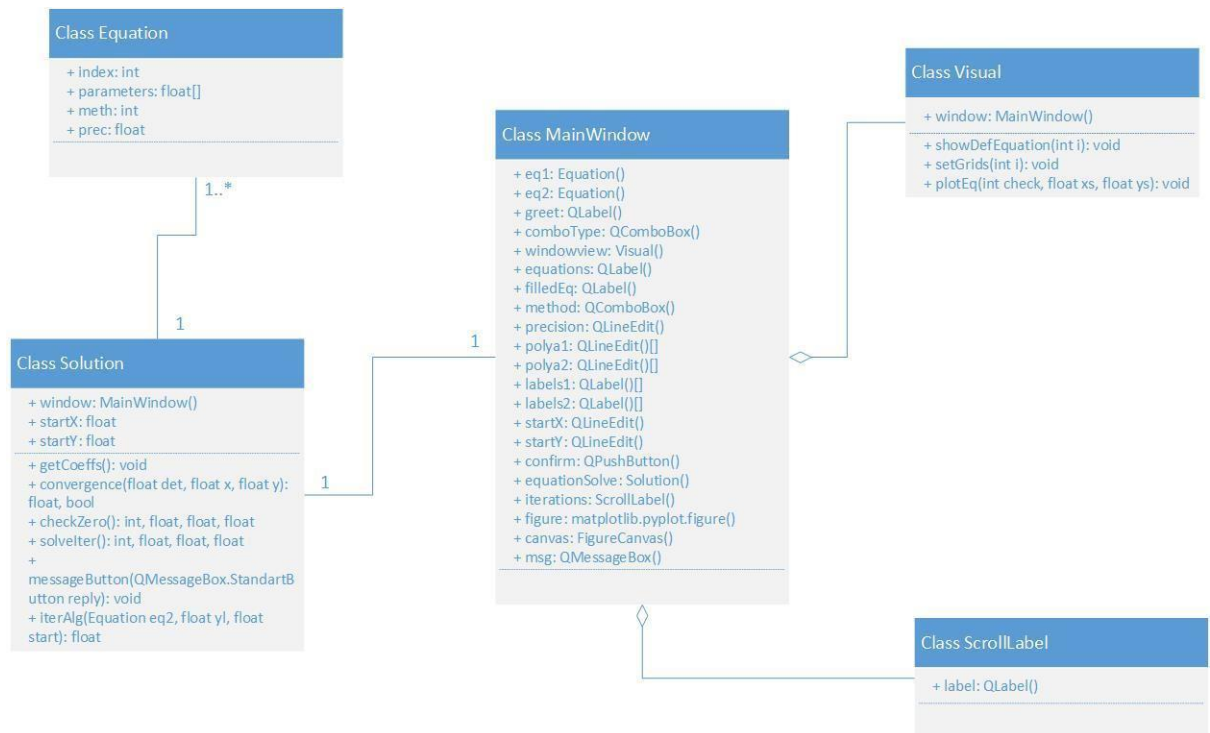 Class Equation
+ index: int
+ parameters: float[]
+ meth: int
+ prec: float
1..*
1
Class Solution
+ window: MainWindow()
+ startX: float
+ startY: float
+ getCoeffs(): void
+ convergence(float det, float x, float y):
float, bool
+ checkZero(): int, float, float, float
+ solveIter(): int, float, float, float
+
messageButton(QMessageBox.StandartB
utton reply): void
+ iterAlg(Equation eq2, float yl, float
start): float
1
1
Class MainWindow
+ eq1: Equation()
+ eq2: Equation()
+ greet: QLabel()
+ comboType: QComboBox()
+ windowview: Visual()
+ equations: QLabel()
+ filledEq: QLabel()
+ method: QComboBox()
+ precision: QLineEdit()
+ polya1: QLineEdit()[]
+ polya2: QLineEdit()[]
+ labels1: QLabel()[]
+ labels2: QLabel()[]
+ startX: QLineEdit()
+ startY: QLineEdit()
+ confirm: QPushButton()
+ equationSolve: Solution()
+ iterations: ScrollLabel()
+ figure: matplotlib.pyplot.figure()
+ canvas: FigureCanvas()
+ msg: QMessageBox()
Class Visual
+ window: MainWindow()
+ showDefEquation(int i): void
+ setGrids(int i): void
+ plotEq(int check, float xs, float ys): void
Class ScrollLabel
+ label: QLabel()